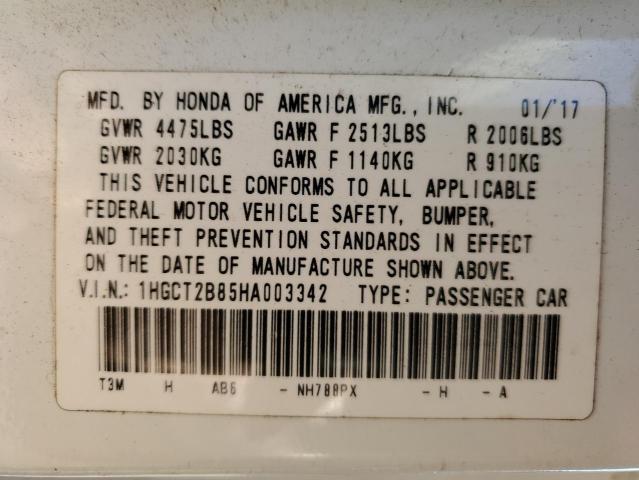 MFD. BY HONDA OF AMERICA MFG., INC. 01/'17
GVWR 4475LBS GAWR F 2513LBS R 2006LBS
GVWR 2030KG GAWR F 1140KG R 910KG
THIS VEHICLE CONFORMS TO ALL APPLICABLE
FEDERAL MOTOR VEHICLE SAFETY, BUMPER,
AND THEFT PREVENTION STANDARDS IN EFFECT
ON THE DATE OF MANUFACTURE SHOWN ABOVE.
V.I.N.: 1HGCT2B85HA003342 TYPE: PASSENGER CAR
T3M H AB6 - NH788PX - H - A